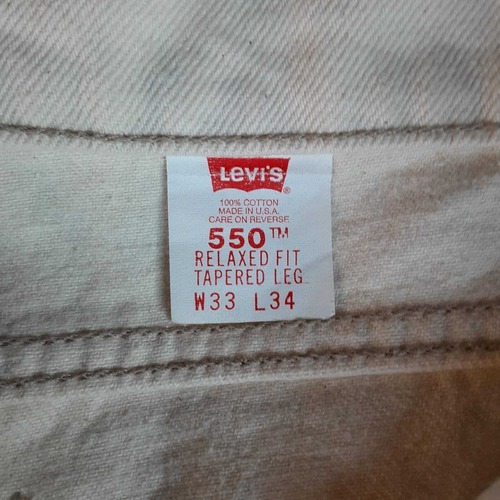 Levi's ®
100% COTTON
MADE IN U.S.A.
CARE ON REVERSE
550™
RELAXED FIT
TAPERED LEG
W33 L34